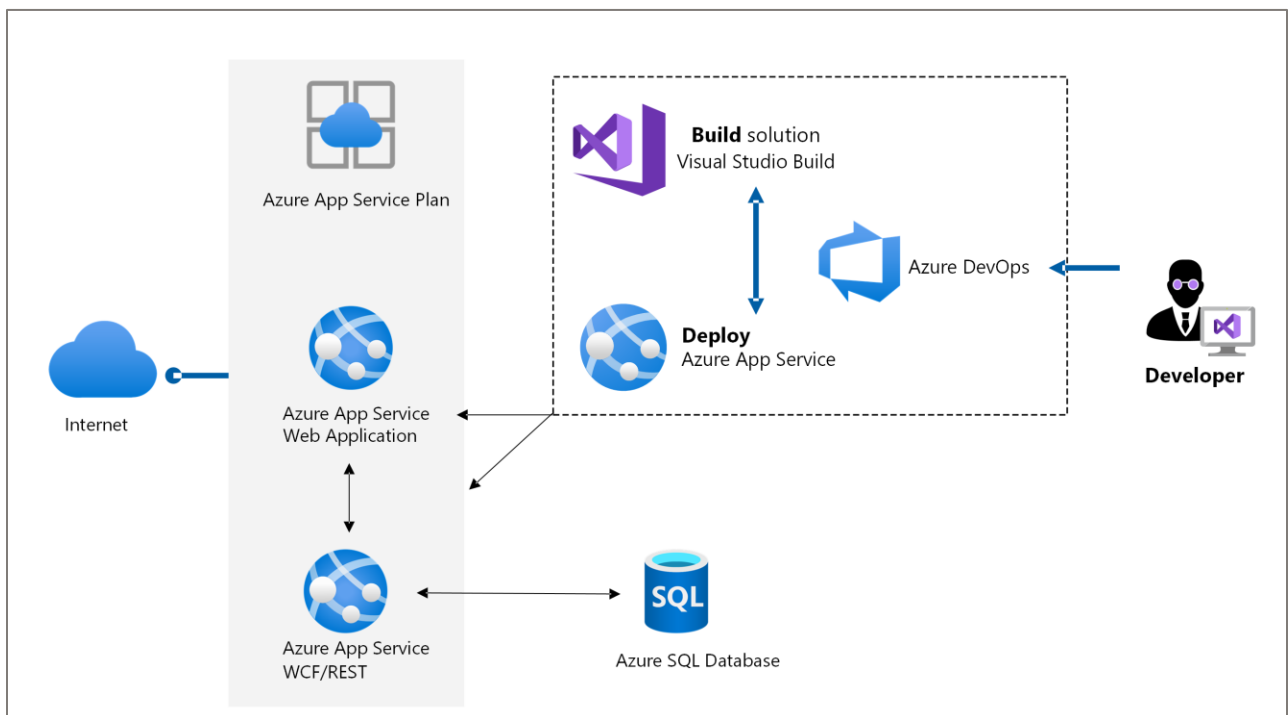 Azure App Service Plan
Build solution
Visual Studio Build
Azure DevOps
Deploy
Azure App Service
Developer
Internet
Azure App Service
Web Application
Azure App Service
WCF/REST
SQL
Azure SQL Database